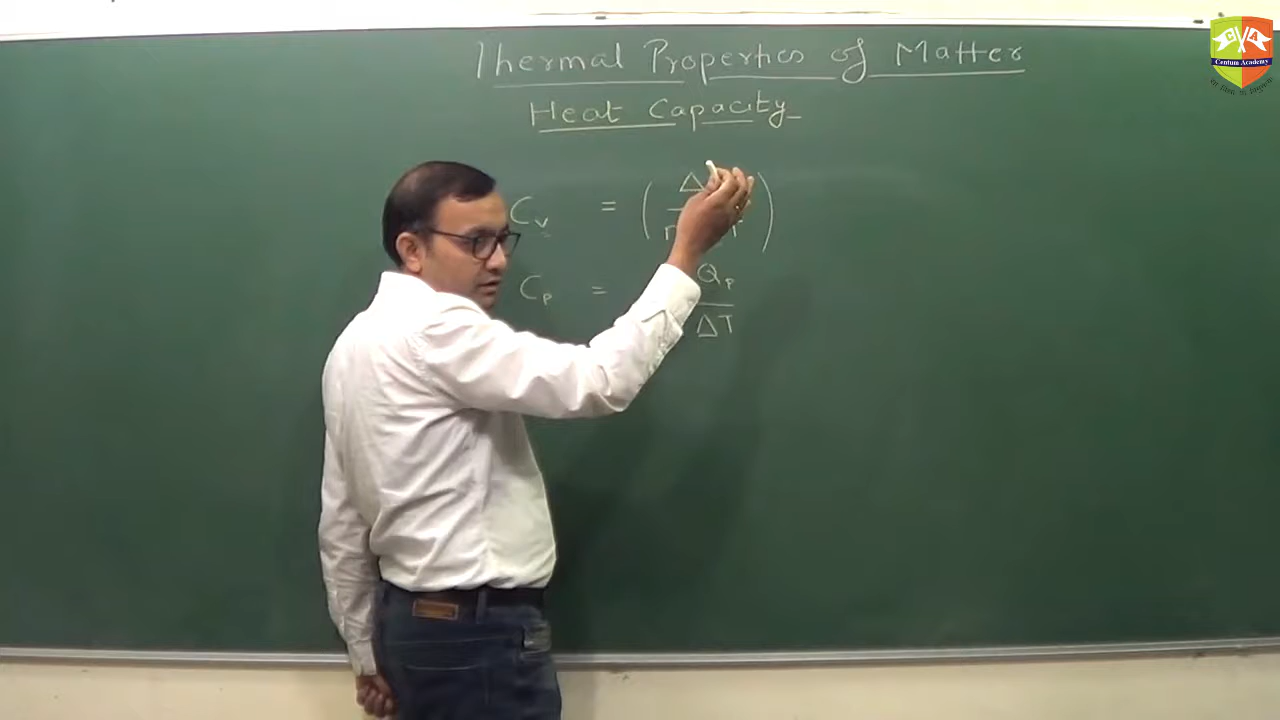 Thermal Properties of Matter
Heat Capacity
Cv = ( Δ )
Cp = Qp
ΔT
Centum Academy